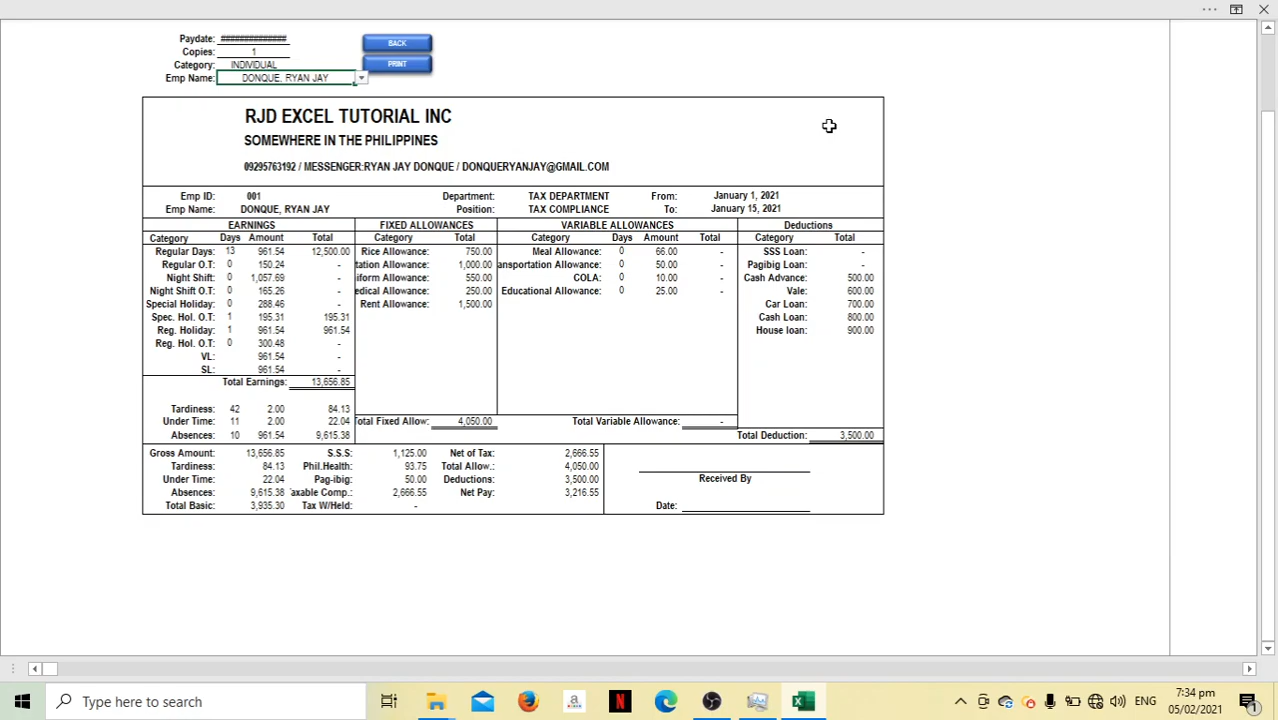 Paydate: ##############
Copies: 1
Category: INDIVIDUAL
Emp Name: DONQUE, RYAN JAY
BACK
PRINT
RJD EXCEL TUTORIAL INC
SOMEWHERE IN THE PHILIPPINES
09295763192 / MESSENGER:RYAN JAY DONQUE / DONQUERYANJAY@GMAIL.COM
Emp ID: 001 Department: TAX DEPARTMENT From: January 1, 2021
Emp Name: DONQUE, RYAN JAY Position: TAX COMPLIANCE To: January 15, 2021
EARNINGS FIXED ALLOWANCES VARIABLE ALLOWANCES Deductions
Category Days Amount Total Category Total Category Days Amount Total Category Total
Regular Days: 13 961.54 12,500.00 Rice Allowance: 750.00 Meal Allowance: 0 66.00 - SSS Loan: -
Regular O.T: 0 150.24 - tation Allowance: 1,000.00 ansportation Allowance: 0 50.00 - Pagibig Loan: -
Night Shift: 0 1,057.69 - iform Allowance: 550.00 COLA: 0 10.00 - Cash Advance: 500.00
Night Shift O.T: 0 165.26 - edical Allowance: 250.00 Educational Allowance: 0 25.00 - Vale: 600.00
Special Holiday: 0 288.46 - Rent Allowance: 1,500.00 Car Loan: 700.00
Spec. Hol. O.T: 1 195.31 195.31 Cash Loan: 800.00
Reg. Holiday: 1 961.54 961.54 House loan: 900.00
Reg. Hol. O.T: 0 300.48 -
VL: 961.54 -
SL: 961.54 -
Total Earnings: 13,656.85
Tardiness: 42 2.00 84.13
Under Time: 11 2.00 22.04 Total Fixed Allow: 4,050.00 Total Variable Allowance: -
Absences: 10 961.54 9,615.38 Total Deduction: 3,500.00
Gross Amount: 13,656.85 S.S.S: 1,125.00 Net of Tax: 2,666.55
Tardiness: 84.13 Phil.Health: 93.75 Total Allow.: 4,050.00
Under Time: 22.04 Pag-ibig: 50.00 Deductions: 3,500.00 Received By
Absences: 9,615.38 axable Comp.: 2,666.55 Net Pay: 3,216.55
Total Basic: 3,935.30 Tax W/Held: - Date:
Type here to search
a
N
ENG
7:34 pm
05/02/2021
1